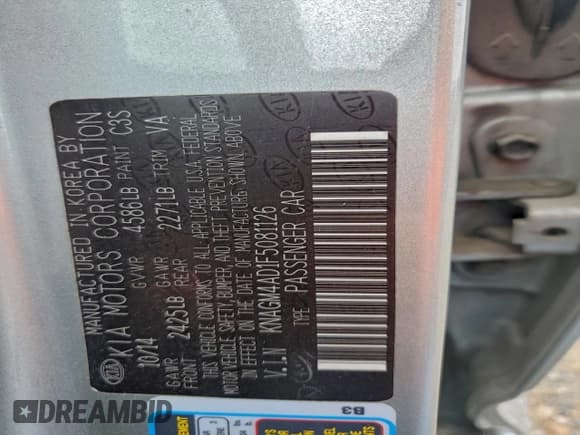 MANUFACTURED IN KOREA BY
KIA KIA MOTORS CORPORATION
10/14 GVWR 4586LB PAINT C3S
GAWR FRONT 2425LB GAWR REAR 2271LB TRIM VA
THIS VEHICLE CONFORMS TO ALL APPLICABLE U.S.A. FEDERAL
MOTOR VEHICLE SAFETY, BUMPER, AND THEFT PREVENTION STANDARDS
IN EFFECT ON THE DATE OF MANUFACTURE SHOWN ABOVE
V.I.N KNAGN4AD1F5081126
TYPE PASSENGER CAR
DREAMBID